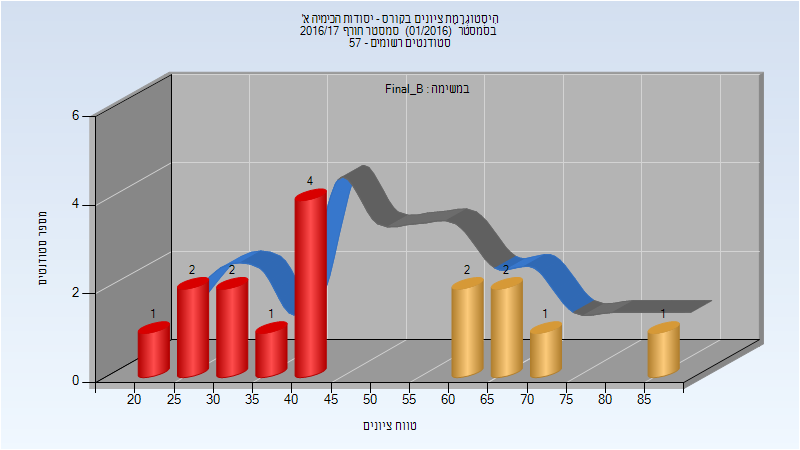 היסטוגרמת ציונים בקורס - יסודות הכימיה א'
בסמסטר (01/2016) סמסטר חורף 2016/17
סטודנטים רשומים - 57
במשימה : Final_B
מספר סטודנטים
6
4
2
0
1
2
2
1
4
2
2
1
1
20 25 30 35 40 45 50 55 60 65 70 75 80 85
טווח ציונים